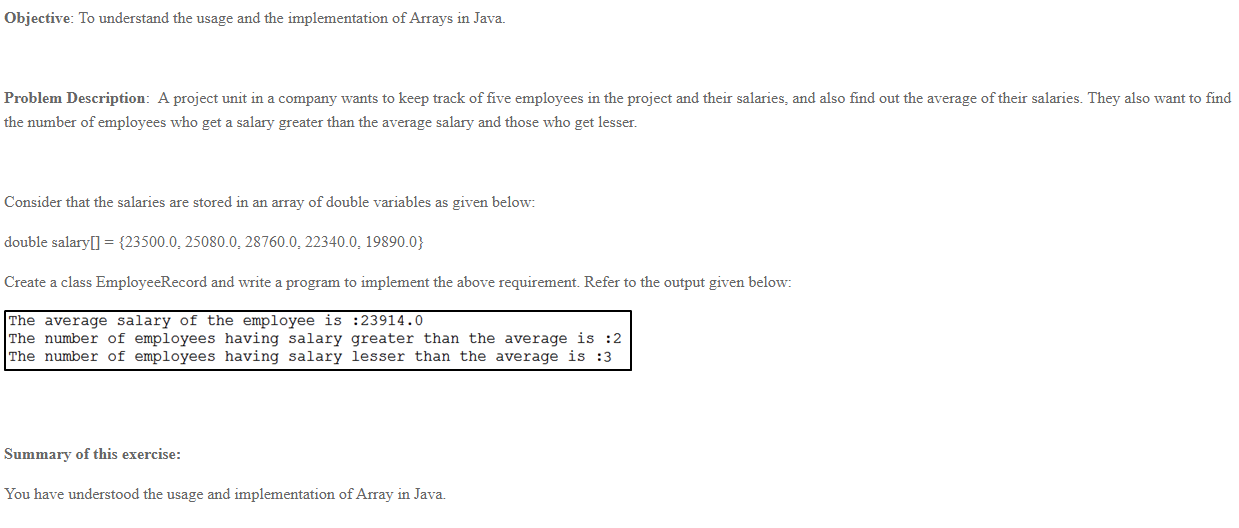 Objective: To understand the usage and the implementation of Arrays in Java.
Problem Description: A project unit in a company wants to keep track of five employees in the project and their salaries, and also find out the average of their salaries. They also want to find
the number of employees who get a salary greater than the average salary and those who get lesser.
Consider that the salaries are stored in an array of double variables as given below:
double salary[] = {23500.0, 25080.0, 28760.0, 22340.0, 19890.0}
Create a class EmployeeRecord and write a program to implement the above requirement. Refer to the output given below:
The average salary of the employee is :23914.0
The number of employees having salary greater than the average is :2
The number of employees having salary lesser than the average is :3
Summary of this exercise:
You have understood the usage and implementation of Array in Java.